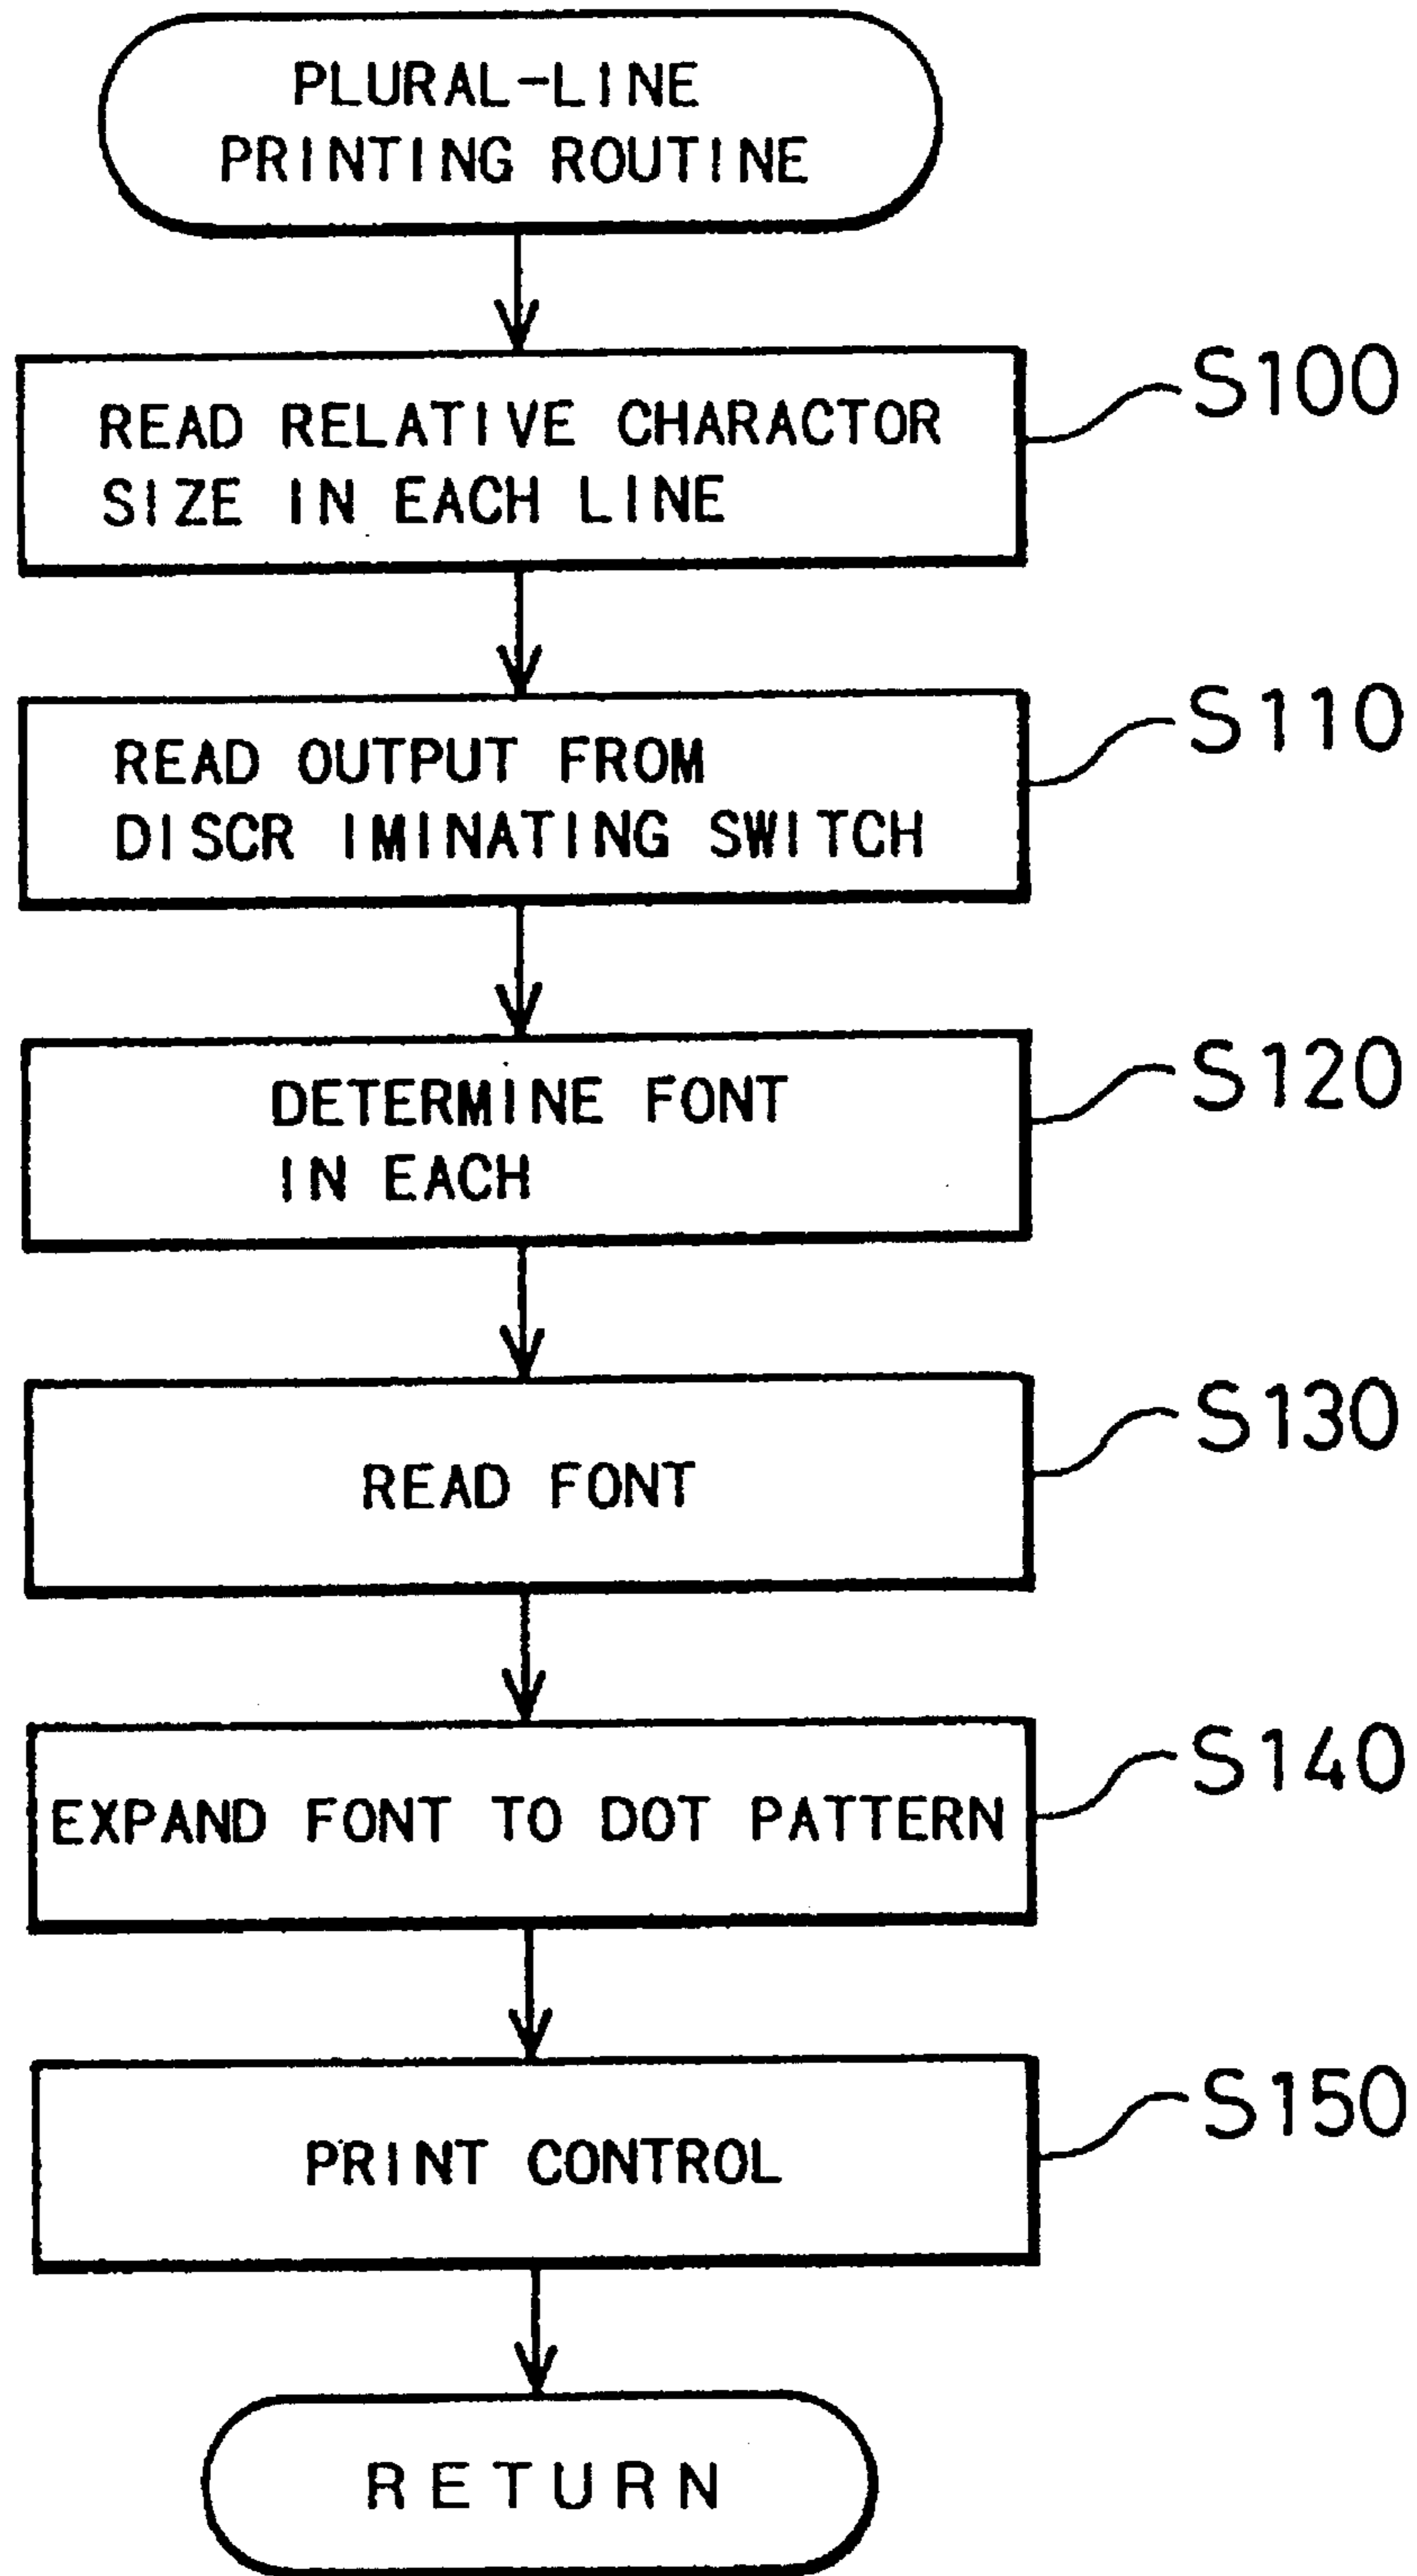 PLURAL-LINE
PRINTING ROUTINE
READ RELATIVE CHARACTOR
SIZE IN EACH LINE
S100
READ OUTPUT FROM
DISCR IMINATING SWITCH
S110
DETERMINE FONT
IN EACH
S120
READ FONT
S130
EXPAND FONT TO DOT PATTERN
S140
PRINT CONTROL
S150
RETURN